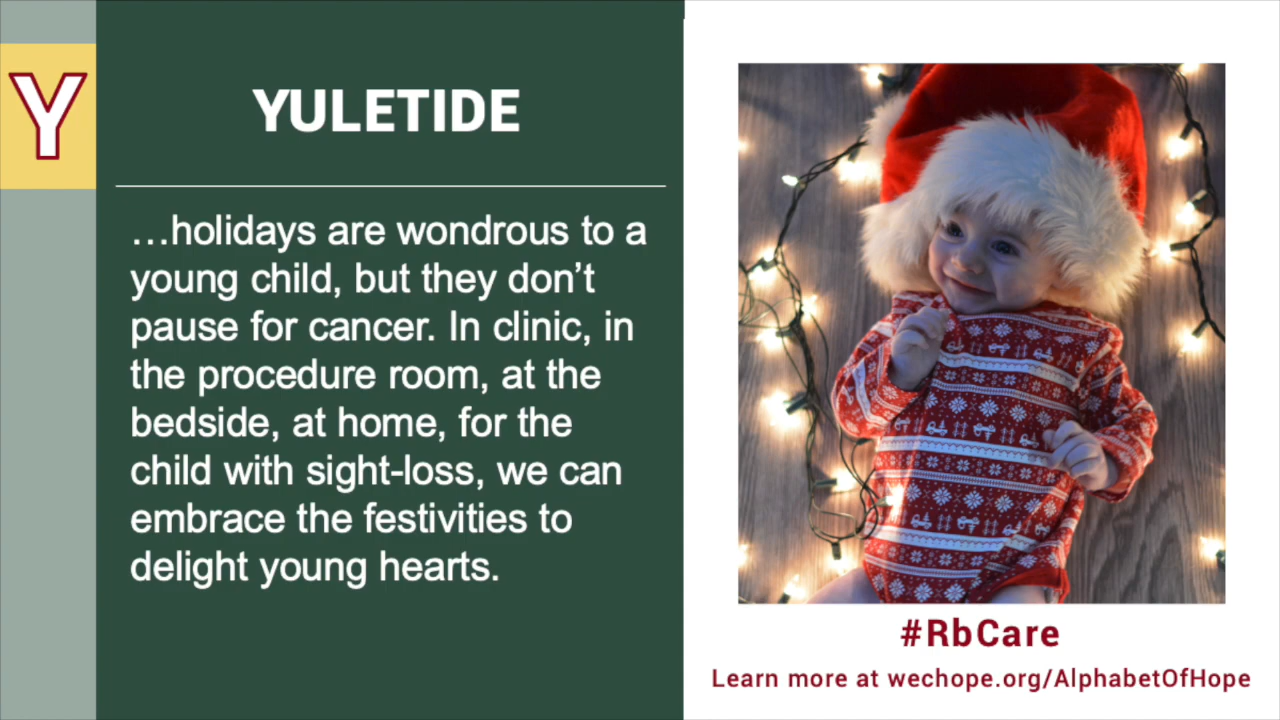 Y
YULETIDE
…holidays are wondrous to a
young child, but they don’t
pause for cancer. In clinic, in
the procedure room, at the
bedside, at home, for the
child with sight-loss, we can
embrace the festivities to
delight young hearts.
#RbCare
Learn more at wechope.org/AlphabetOfHope